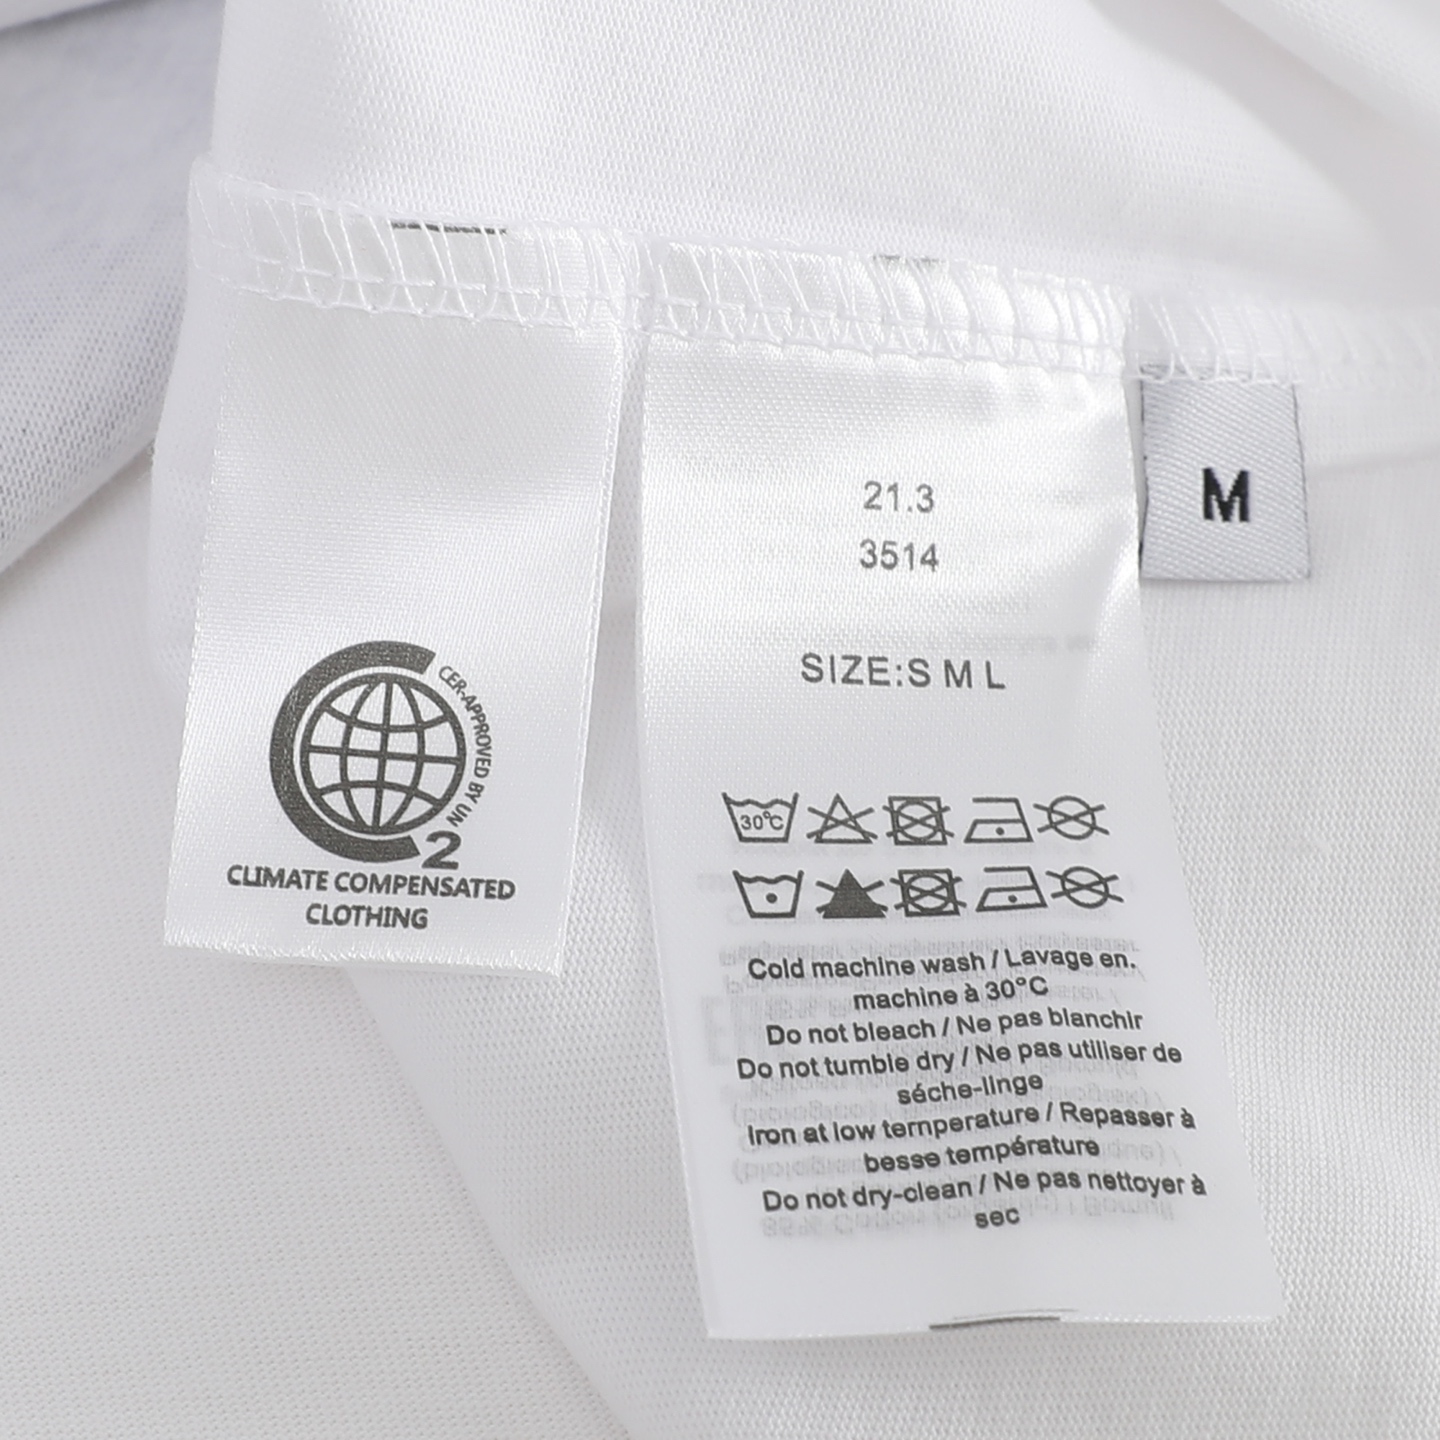 CER-APPROVED BY UN
2
CLIMATE COMPENSATED
CLOTHING
21.3
3514
SIZE:S M L
30°C
Cold machine wash / Lavage en.
machine à 30°C
Do not bleach / Ne pas blanchir
Do not tumble dry / Ne pas utiliser de
séche-linge
Iron at low ternperature / Repasser à
besse température
Do not dry-clean / Ne pas nettoyer à
sec
M